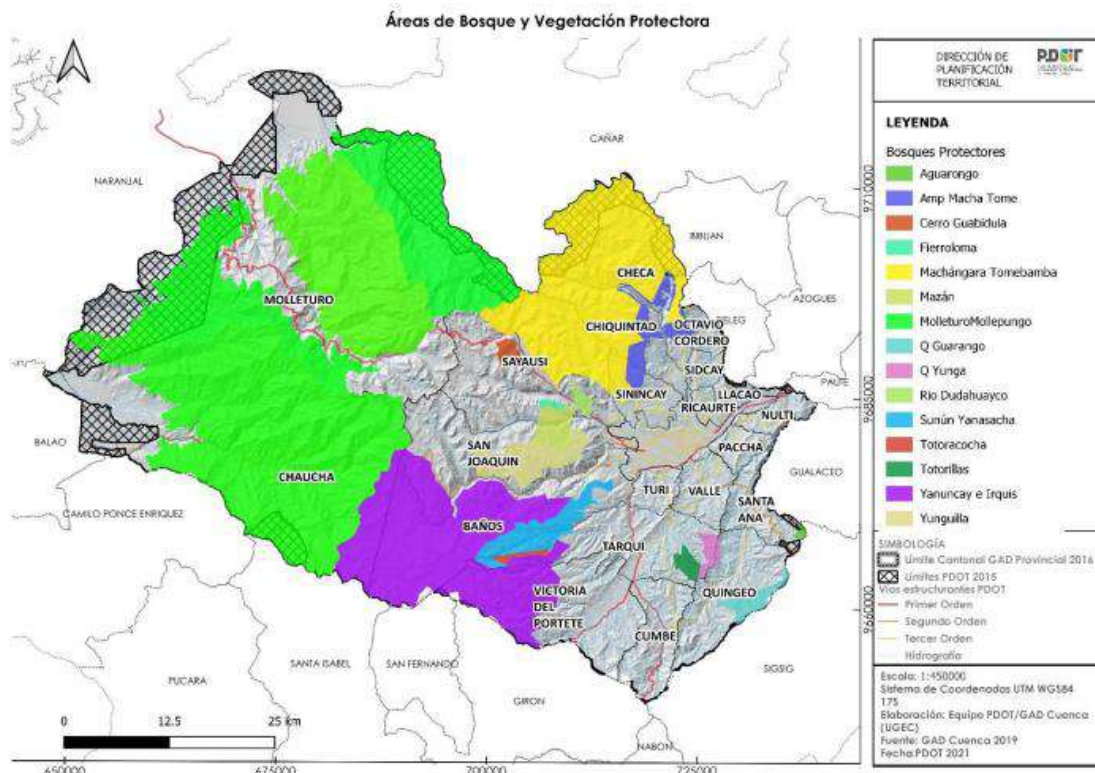 Áreas de Bosque y Vegetación Protectora
DIRECCIÓN DE
PLANIFICACIÓN
TERRITORIAL
PDOT
LEYENDA
Bosques Protectores
Aguarongo
Amp Macha Tome
Cerro Guabidula
Fierroloma
Machángara Tomebamba
Mazán
MolleturoMollepungo
Q Guarango
Q Yunga
Rio Dudahuayco
Sunún Yanasacha
Totoracocha
Totorillas
Yanuncay e Irquis
Yunguilla
SIMBOLOGÍA
Límite Cantonal GAD Provincial 2016
Límites PDOT 2015
Vías estructurantes PDOT
Primer Orden
Segundo Orden
Tercer Orden
Hidrografía
Escala: 1:450000
Sistema de Coordenadas UTM WGS84
17S
Elaboración: Equipo PDOT/GAD Cuenca
(UGEC)
Fuente: GAD Cuenca 2019
Fecha PDOT 2021
CAÑAR
NARANJAL
9710000
BIBLIAN
CHECA
AZOGUES
MOLLETURO
CHIQUINTAD
OCTAVIO
CORDERO
SAYAUSI
SIDCAY
PAUTE
SININCAY
LLACAO
RICAURTE
NULTI
9685000
BALAO
SAN
JOAQUIN
PACCHA
GUALACEO
CHAUCHA
TURI
VALLE
SANTA
ANA
CAMILO PONCE ENRIQUEZ
BAÑOS
TARQUI
VICTORIA
DEL
PORTETE
QUINGEO
9660000
CUMBE
SANTA ISABEL
SAN FERNANDO
SIGSIG
PUCARA
GIRON
0
12.5
25 km
NABON
650000
675000
700000
725000